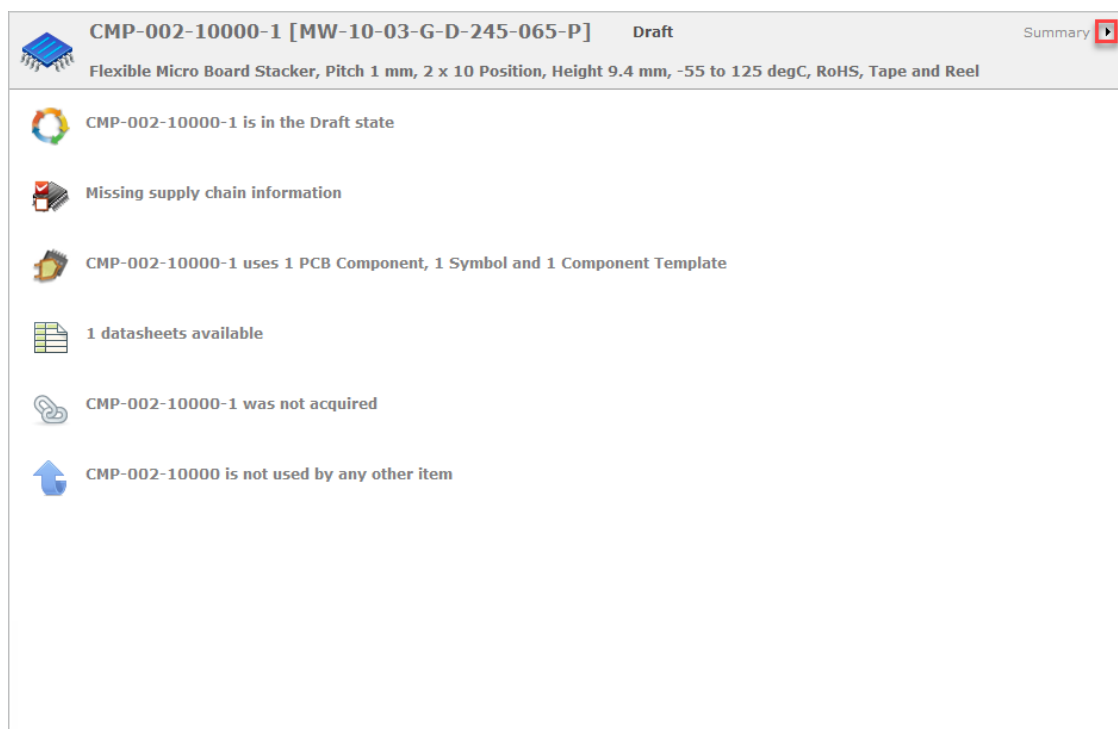 CMP-002-10000-1 [MW-10-03-G-D-245-065-P] Draft Summary
Flexible Micro Board Stacker, Pitch 1 mm, 2 x 10 Position, Height 9.4 mm, -55 to 125 degC, RoHS, Tape and Reel
CMP-002-10000-1 is in the Draft state
Missing supply chain information
CMP-002-10000-1 uses 1 PCB Component, 1 Symbol and 1 Component Template
1 datasheets available
CMP-002-10000-1 was not acquired
CMP-002-10000 is not used by any other item